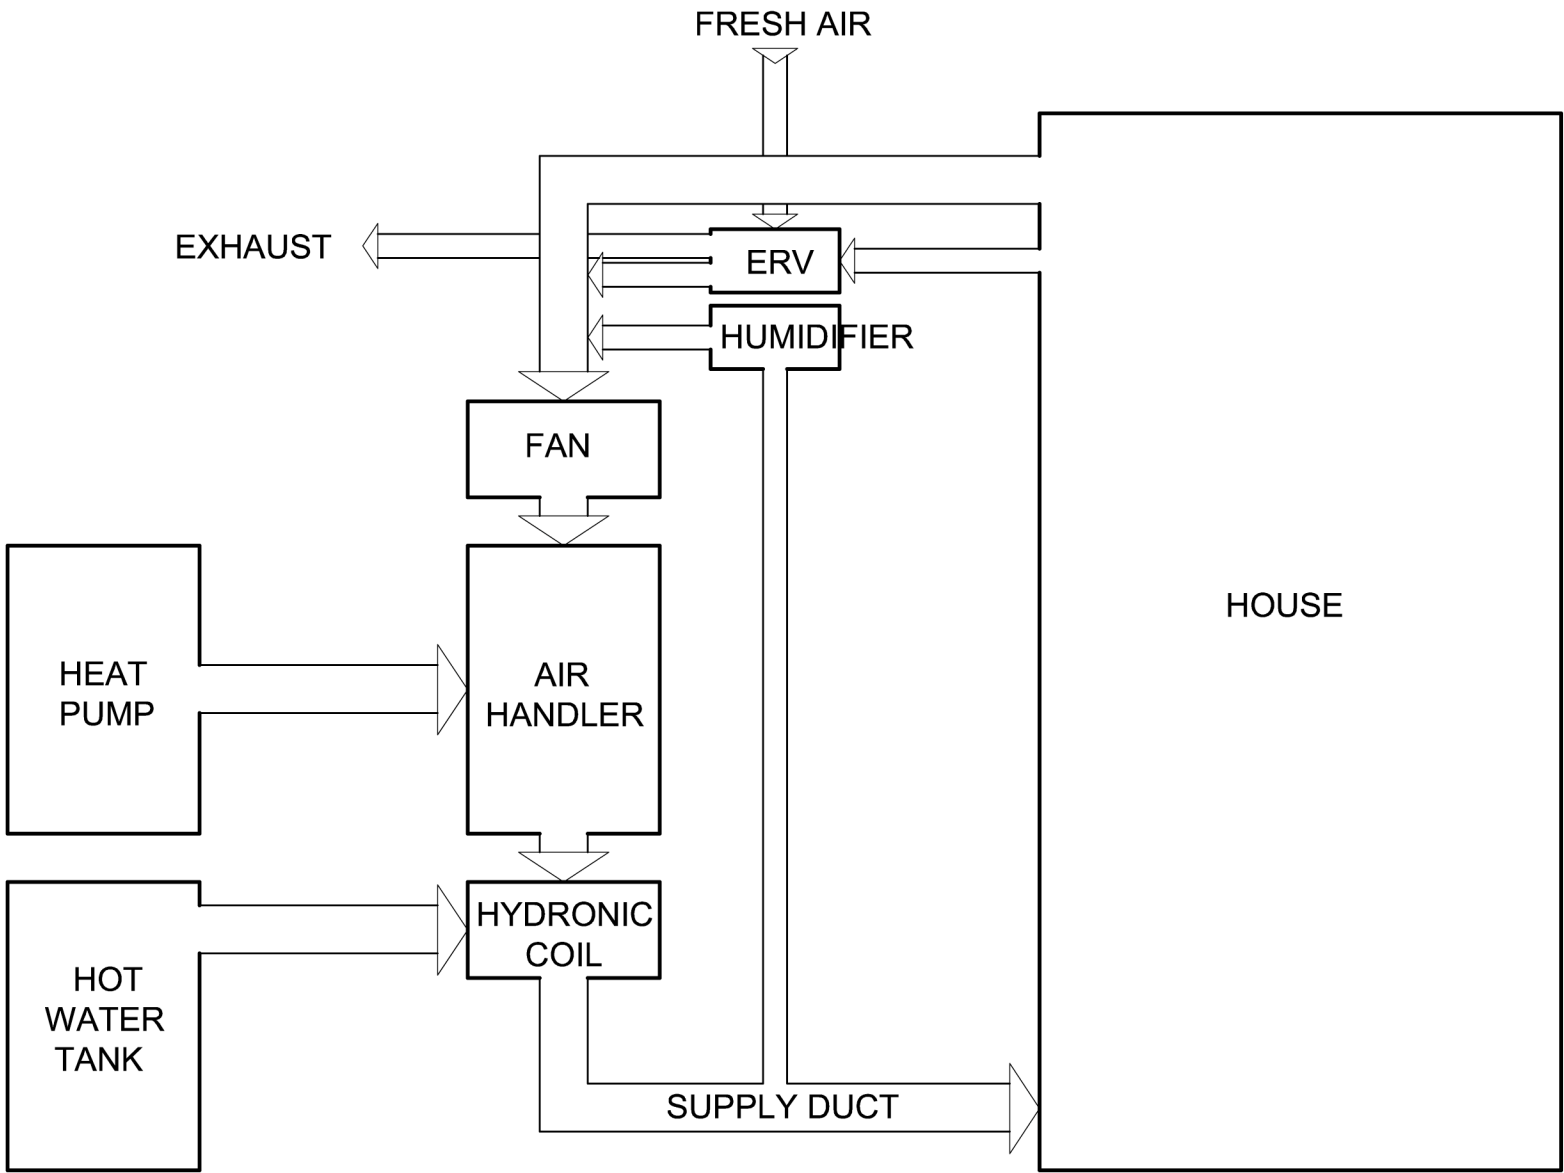 FRESH AIR
EXHAUST
ERV
HUMIDIFIER
FAN
HOUSE
HEAT
PUMP
AIR
HANDLER
HYDRONIC
COIL
HOT
WATER
TANK
SUPPLY DUCT